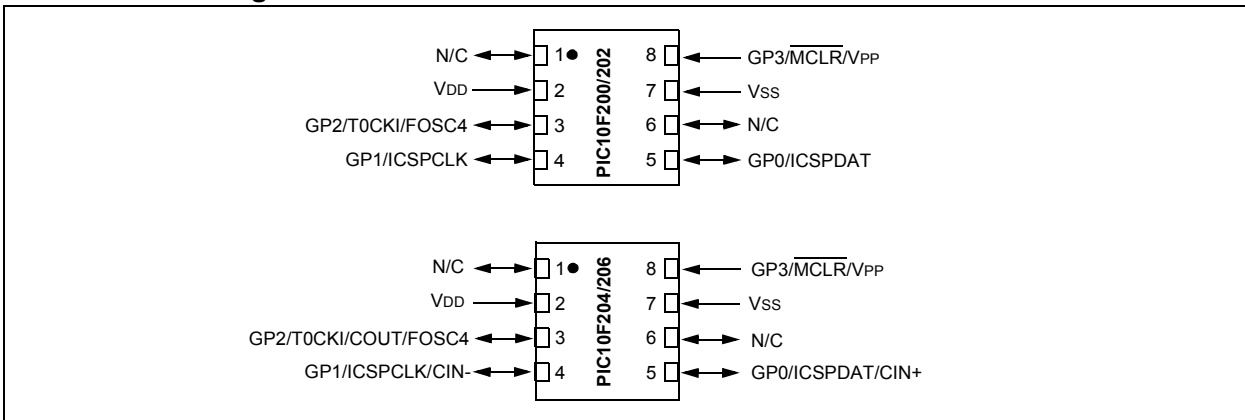 N/C 1 8 GP3/MCLR/VPP
VDD 2 7 VSS
GP2/T0CKI/FOSC4 3 6 N/C
GP1/ICSPCLK 4 5 GP0/ICSPDAT
PIC10F200/202
N/C 1 8 GP3/MCLR/VPP
VDD 2 7 VSS
GP2/T0CKI/COUT/FOSC4 3 6 N/C
GP1/ICSPCLK/CIN- 4 5 GP0/ICSPDAT/CIN+
PIC10F204/206